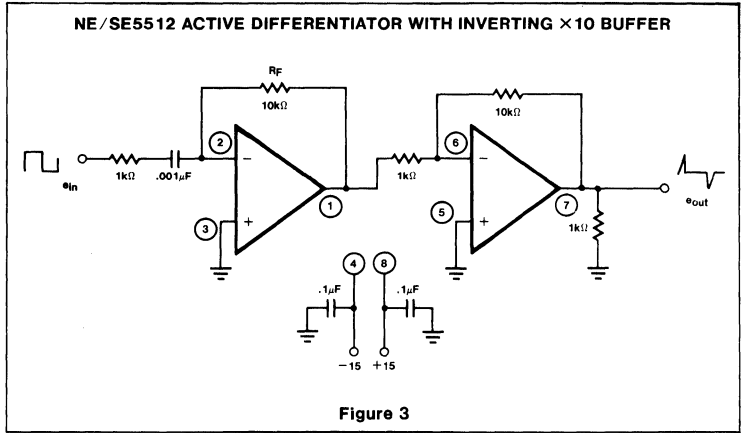 NE/SE5512 ACTIVE DIFFERENTIATOR WITH INVERTING ×10 BUFFER
RF
10kΩ
10kΩ
2
6
−
−
ein
1kΩ
.001μF
1kΩ
1
7
eout
3
+
5
+
1kΩ
4
8
.1μF
.1μF
−15
+15
Figure 3